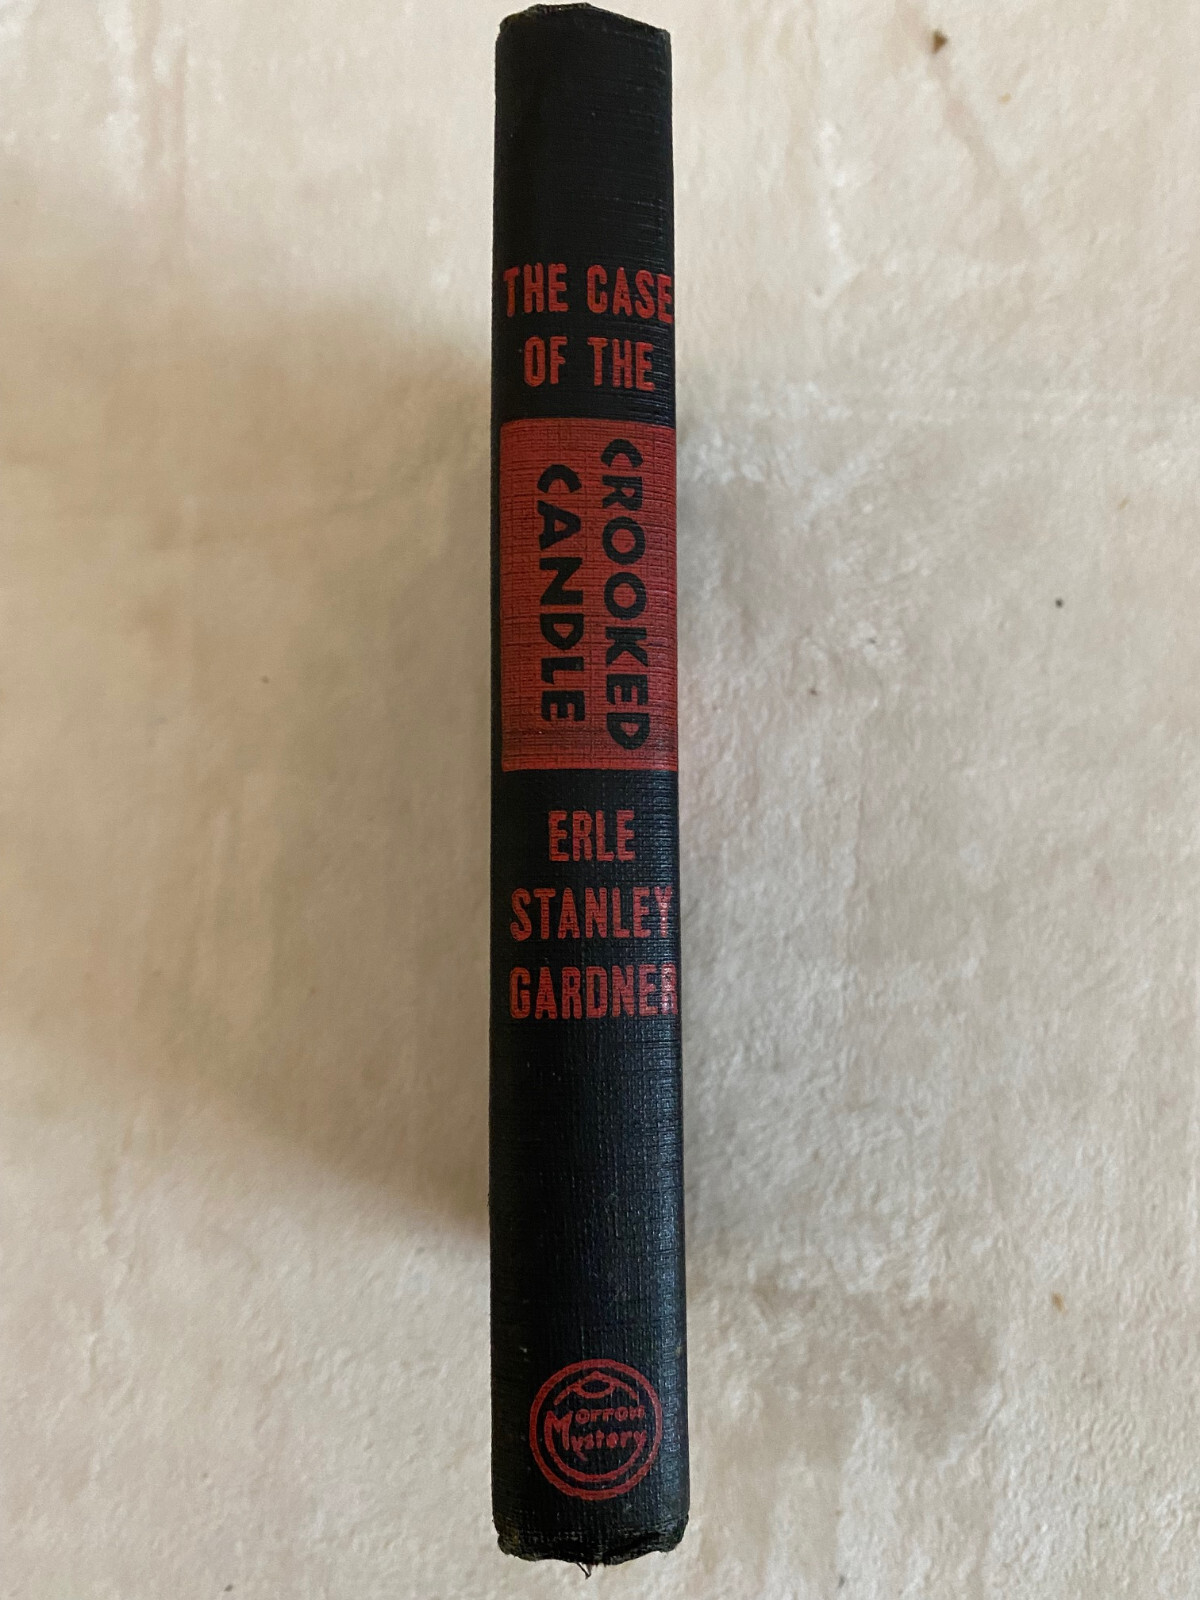 THE CASE
OF THE
CROOKED
CANDLE
ERLE
STANLEY
GARDNER
Morrow
Mystery